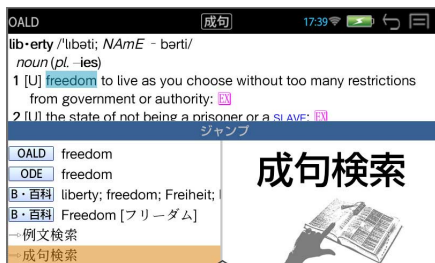 OALD 成句 17:39
lib·erty /ˈlɪbəti; NAmE -bərti/
noun (pl. -ies)
1 [U] freedom to live as you choose without too many restrictions
from government or authority: EX
2 [U] the state of not being a prisoner or a SLAVE: EX
ジャンプ
OALD freedom
ODE freedom
B・百科 liberty; freedom; Freiheit;
B・百科 Freedom [フリーダム]
→例文検索
→成句検索
成句検索